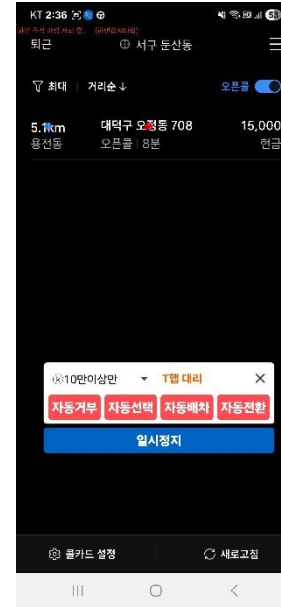 KT 2:36 53
퇴근 서구 둔산동
최대 거리순↓ 오픈콜
5.1km 대덕구 오정동 708 15,000
용전동 오픈콜 | 8분 현금
ⓚ10만이상만 T맵 대리 ×
자동거부 자동선택 자동배차 자동전환
일시정지
콜카드 설정 새로고침